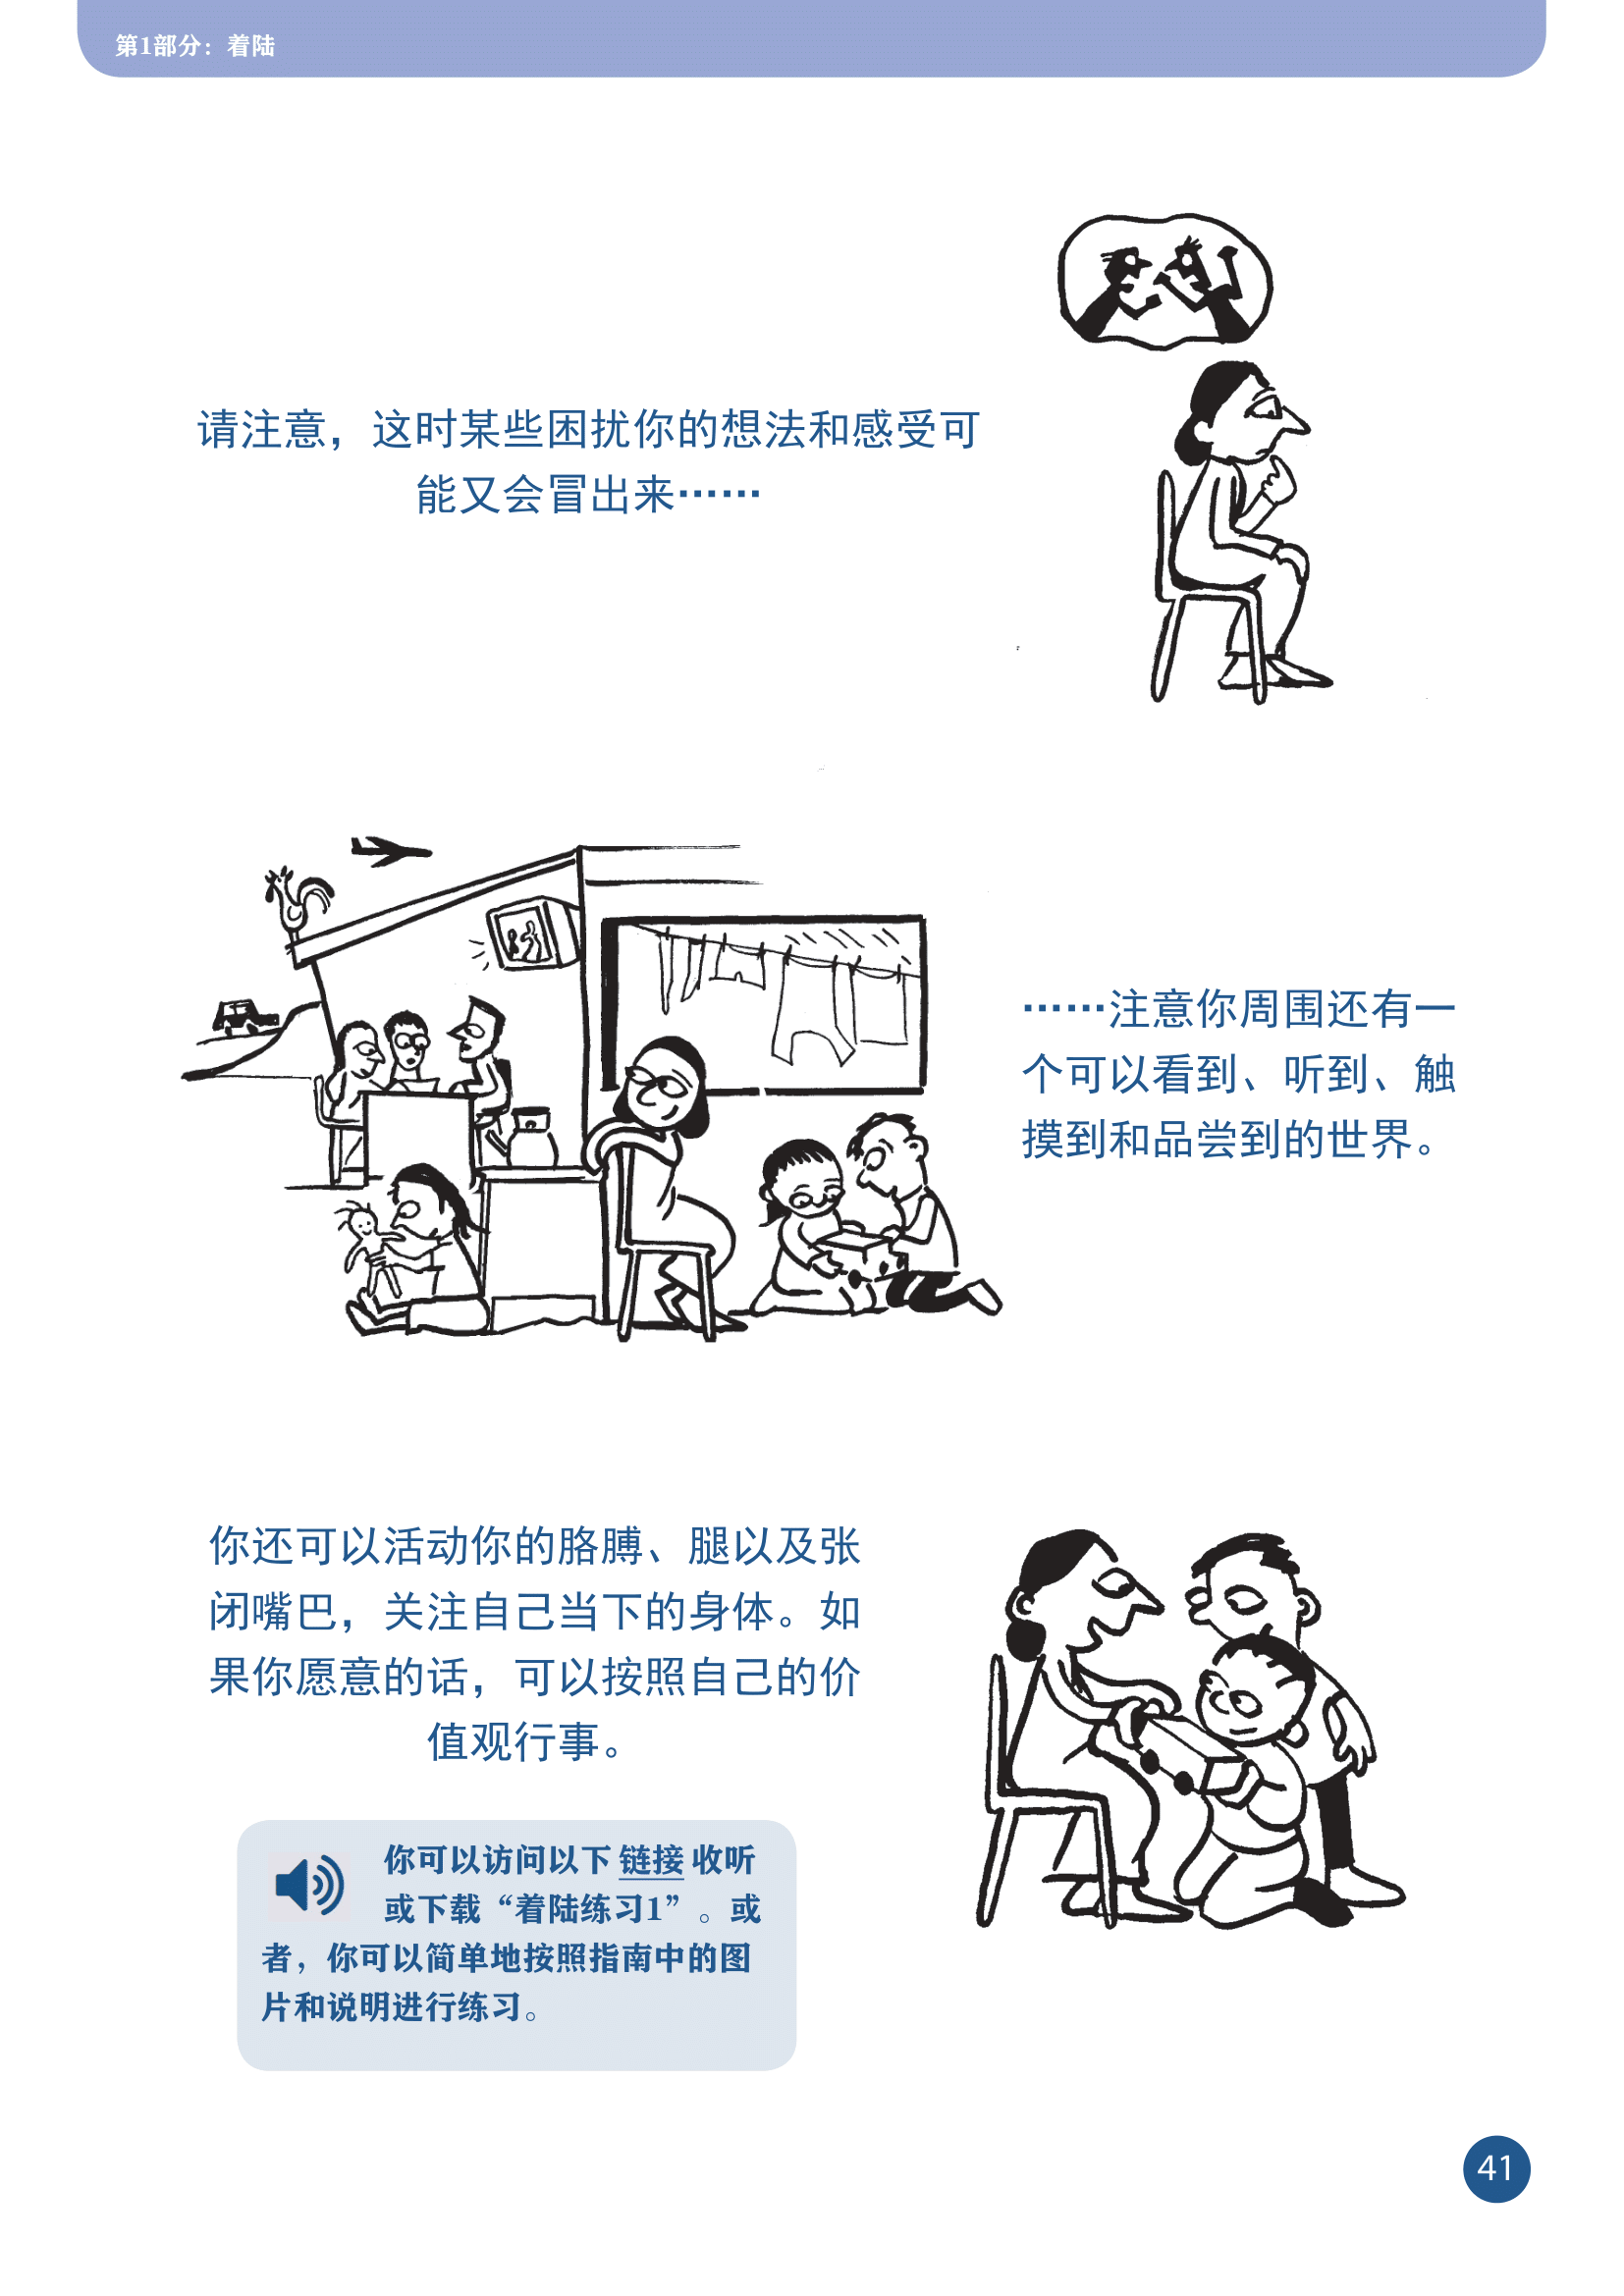 第1部分：着陆
请注意，这时某些困扰你的想法和感受可
能又会冒出来……
……注意你周围还有一
个可以看到、听到、触
摸到和品尝到的世界。
你还可以活动你的胳膊、腿以及张
闭嘴巴，关注自己当下的身体。如
果你愿意的话，可以按照自己的价
值观行事。
你可以访问以下 链接 收听
或下载“着陆练习1”。或
者，你可以简单地按照指南中的图
片和说明进行练习。
41